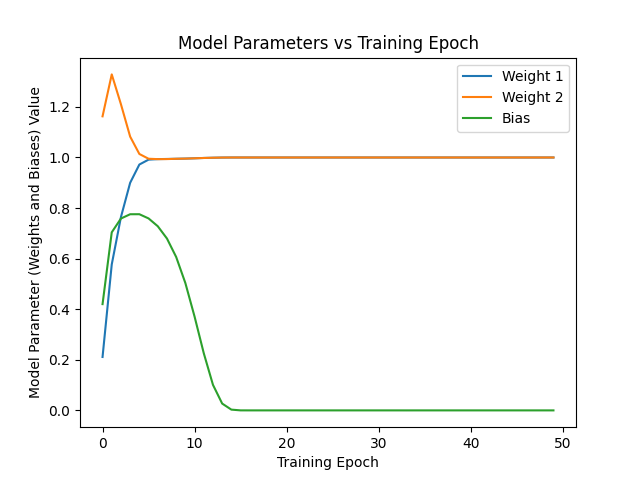 Model Parameters vs Training Epoch
Weight 1
Weight 2
Bias
Model Parameter (Weights and Biases) Value
1.2
1.0
0.8
0.6
0.4
0.2
0.0
0 10 20 30 40 50
Training Epoch